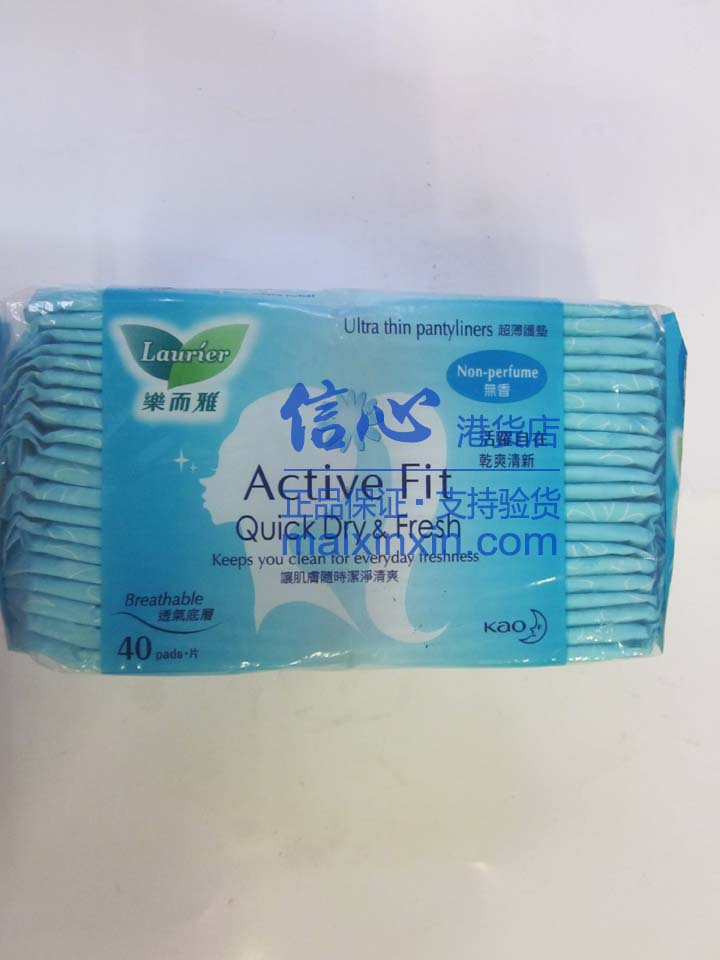 Ultra thin pantyliners 超薄護墊
Laurier
樂而雅
Non-perfume
無香
信心 港货店
活躍自在
乾爽清新
Active Fit
正品保证·支持验货
Quick Dry & Fresh
maixinxin.com
Keeps you clean for everyday freshness
讓肌膚隨時潔淨清爽
Breathable
透氣底層
40 pads·片
Kao